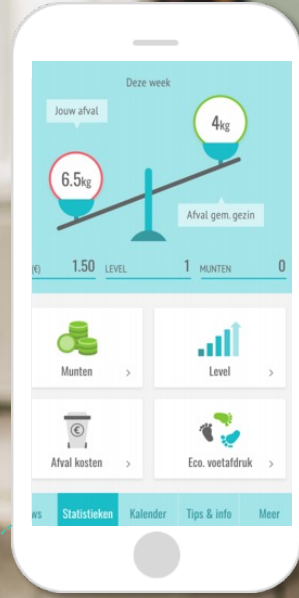 Deze week
Jouw afval
4kg
6.5kg
Afval gem. gezin
(€) 1.50 LEVEL 1 MUNTEN 0
Munten >
Level >
€
Afval kosten >
Eco. voetafdruk >
ws Statistieken Kalender Tips & info Meer